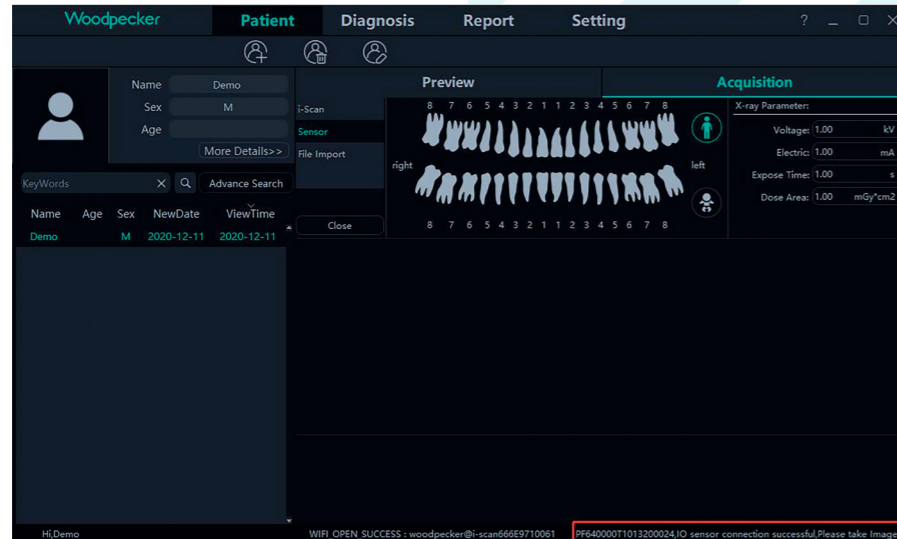 Woodpecker Patient Diagnosis Report Setting ?
Name Demo
Sex M
Age
More Details>>
KeyWords Advance Search
Name Age Sex NewDate ViewTime
Demo M 2020-12-11 2020-12-11
Preview Acquisition
i-Scan
Sensor
File Import
Close
8 7 6 5 4 3 2 1 1 2 3 4 5 6 7 8
right left
8 7 6 5 4 3 2 1 1 2 3 4 5 6 7 8
X-ray Parameter:
Voltage: 1.00 kV
Electric: 1.00 mA
Expose Time: 1.00 s
Dose Area: 1.00 mGy*cm2
Hi,Demo WIFI OPEN SUCCESS : woodpecker@i-scan666E9710061 PF640000T1013200024,IO sensor connection successful,Please take Image